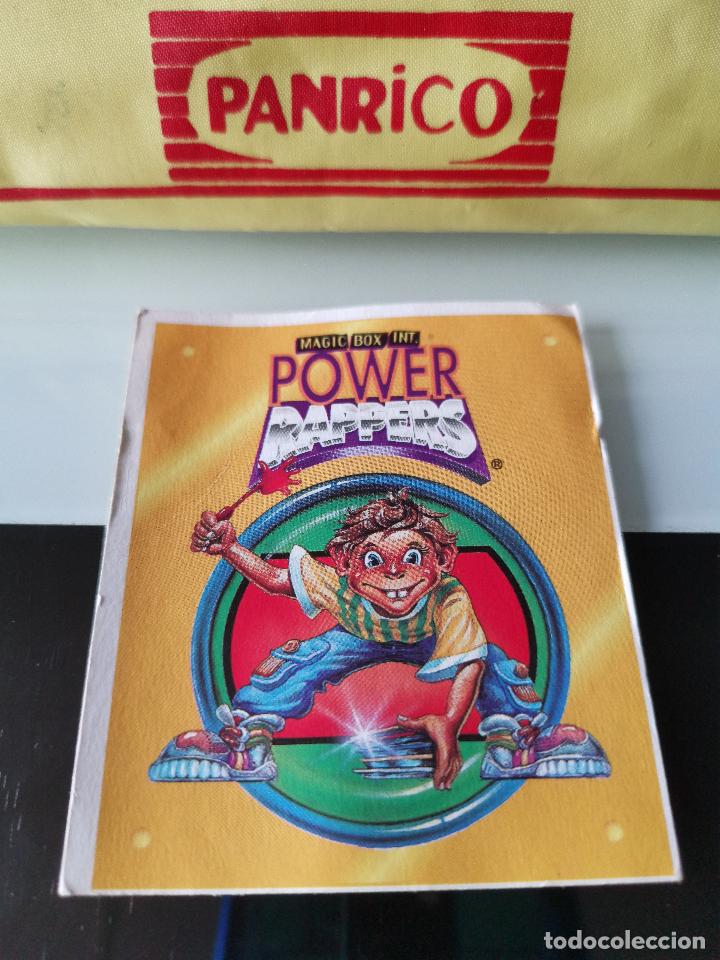 PANRiCO
MAGIC BOX INT.
POWER
RAPPERS
®
todocoleccion